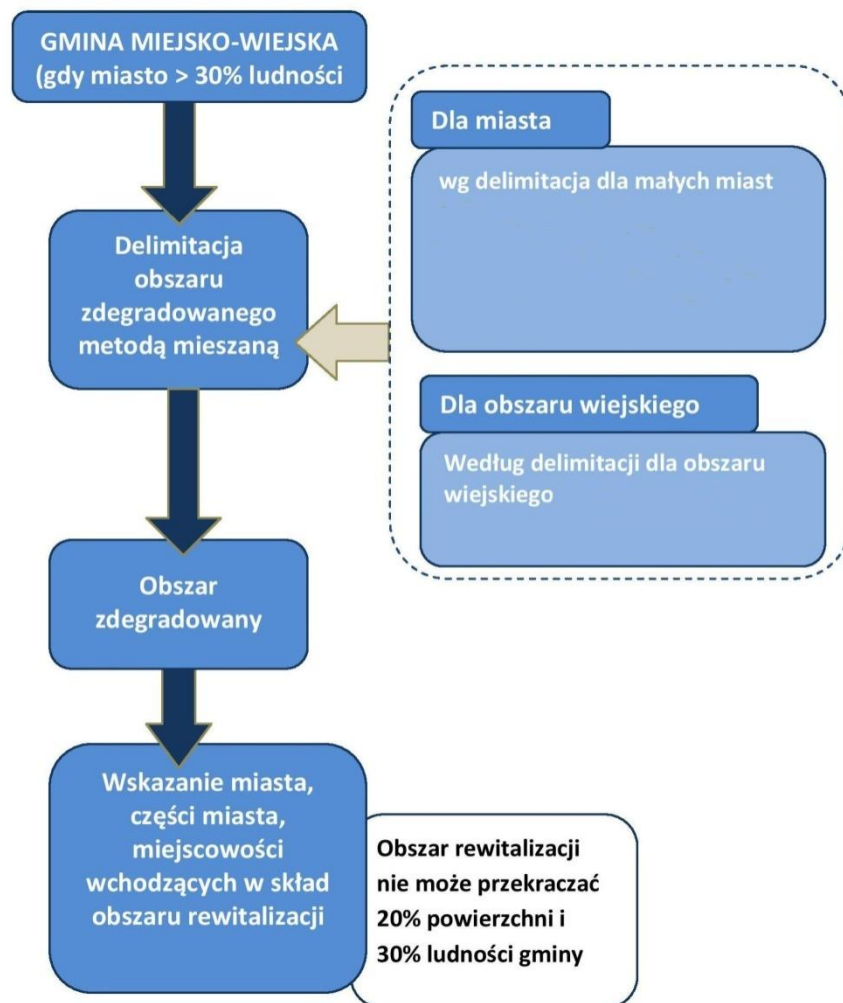 GMINA MIEJSKO-WIEJSKA
(gdy miasto > 30% ludności
Dla miasta
wg delimitacja dla małych miast
Delimitacja
obszaru
zdegradowanego
metodą mieszaną
Dla obszaru wiejskiego
Według delimitacji dla obszaru
wiejskiego
Obszar
zdegradowany
Wskazanie miasta,
części miasta,
miejscowości
wchodzących w skład
obszaru rewitalizacji
Obszar rewitalizacji
nie może przekraczać
20% powierzchni i
30% ludności gminy